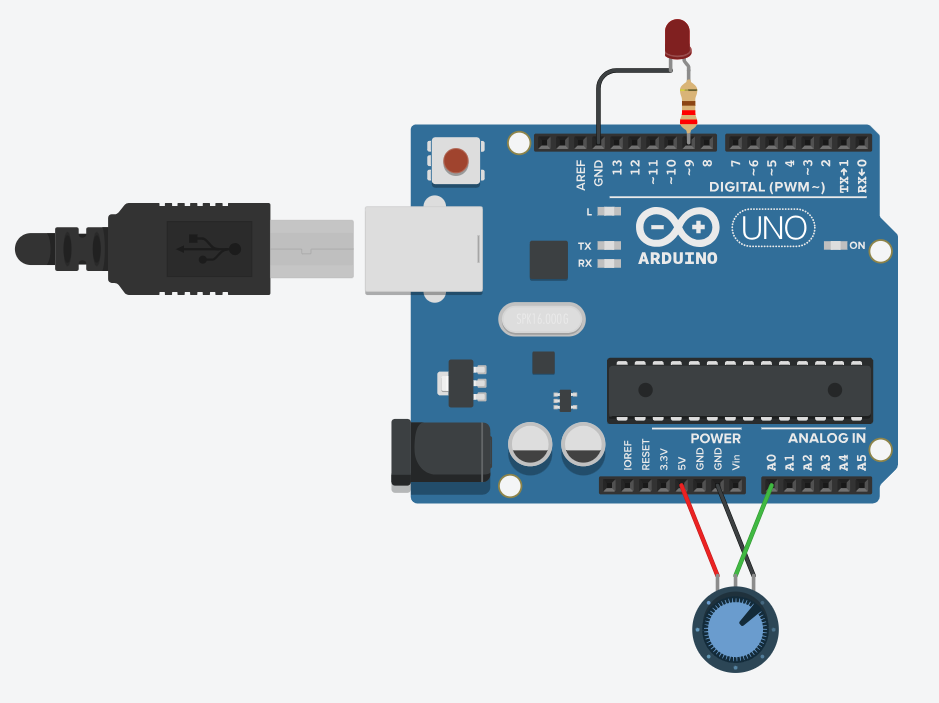 AREF
GND
13
12
~11
~10
~9
8
7
~6
~5
4
~3
2
TX→1
RX←0
DIGITAL (PWM~)
L
TX
RX
UNO
ON
ARDUINO
SPK16.000G
POWER
ANALOG IN
IOREF
RESET
3.3V
5V
GND
GND
Vin
A0
A1
A2
A3
A4
A5